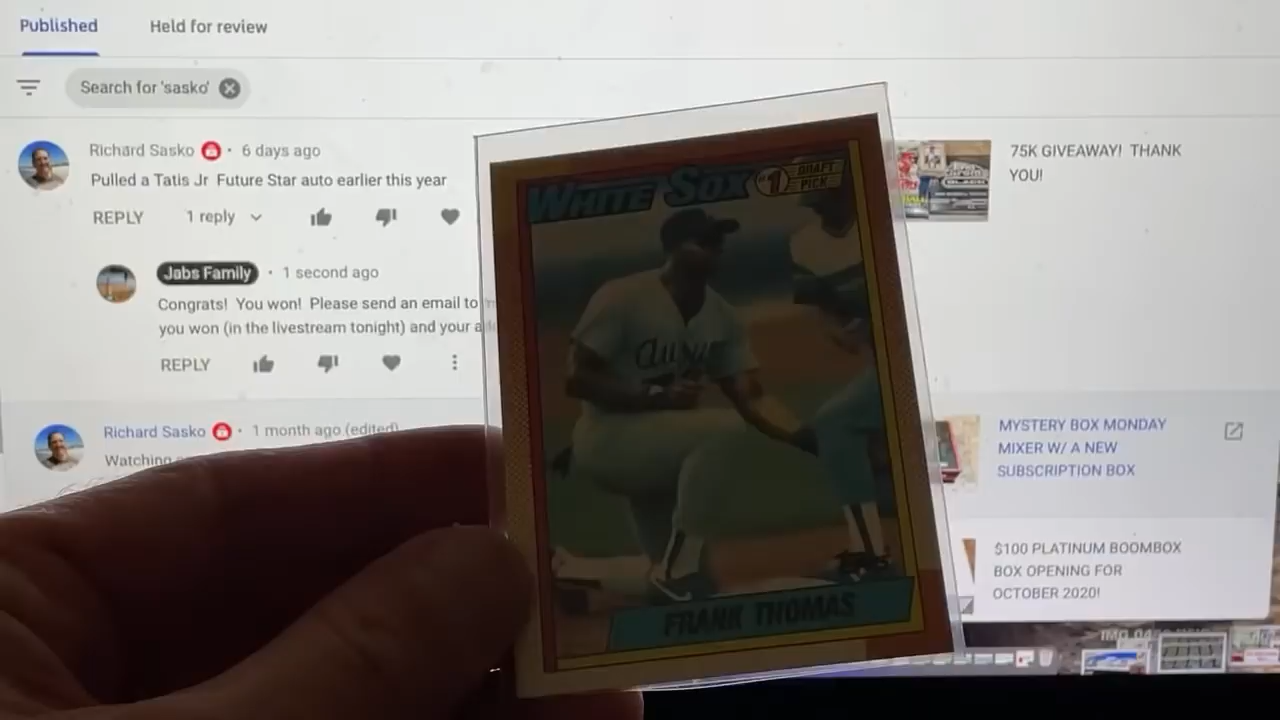 Published
Held for review
Search for 'sasko'
Richard Sasko
• 6 days ago
Pulled a Tatis Jr Future Star auto earlier this year
REPLY
1 reply
Jabs Family
• 1 second ago
Congrats! You won! Please send an email to
you won (in the livestream tonight) and your
REPLY
Richard Sasko
• 1 month ago (edited)
Watching
75K GIVEAWAY! THANK
YOU!
MYSTERY BOX MONDAY
MIXER W/ A NEW
SUBSCRIPTION BOX
$100 PLATINUM BOOMBOX
BOX OPENING FOR
OCTOBER 2020!
WHITE SOX
#1 DRAFT
PICK
FRANK THOMAS